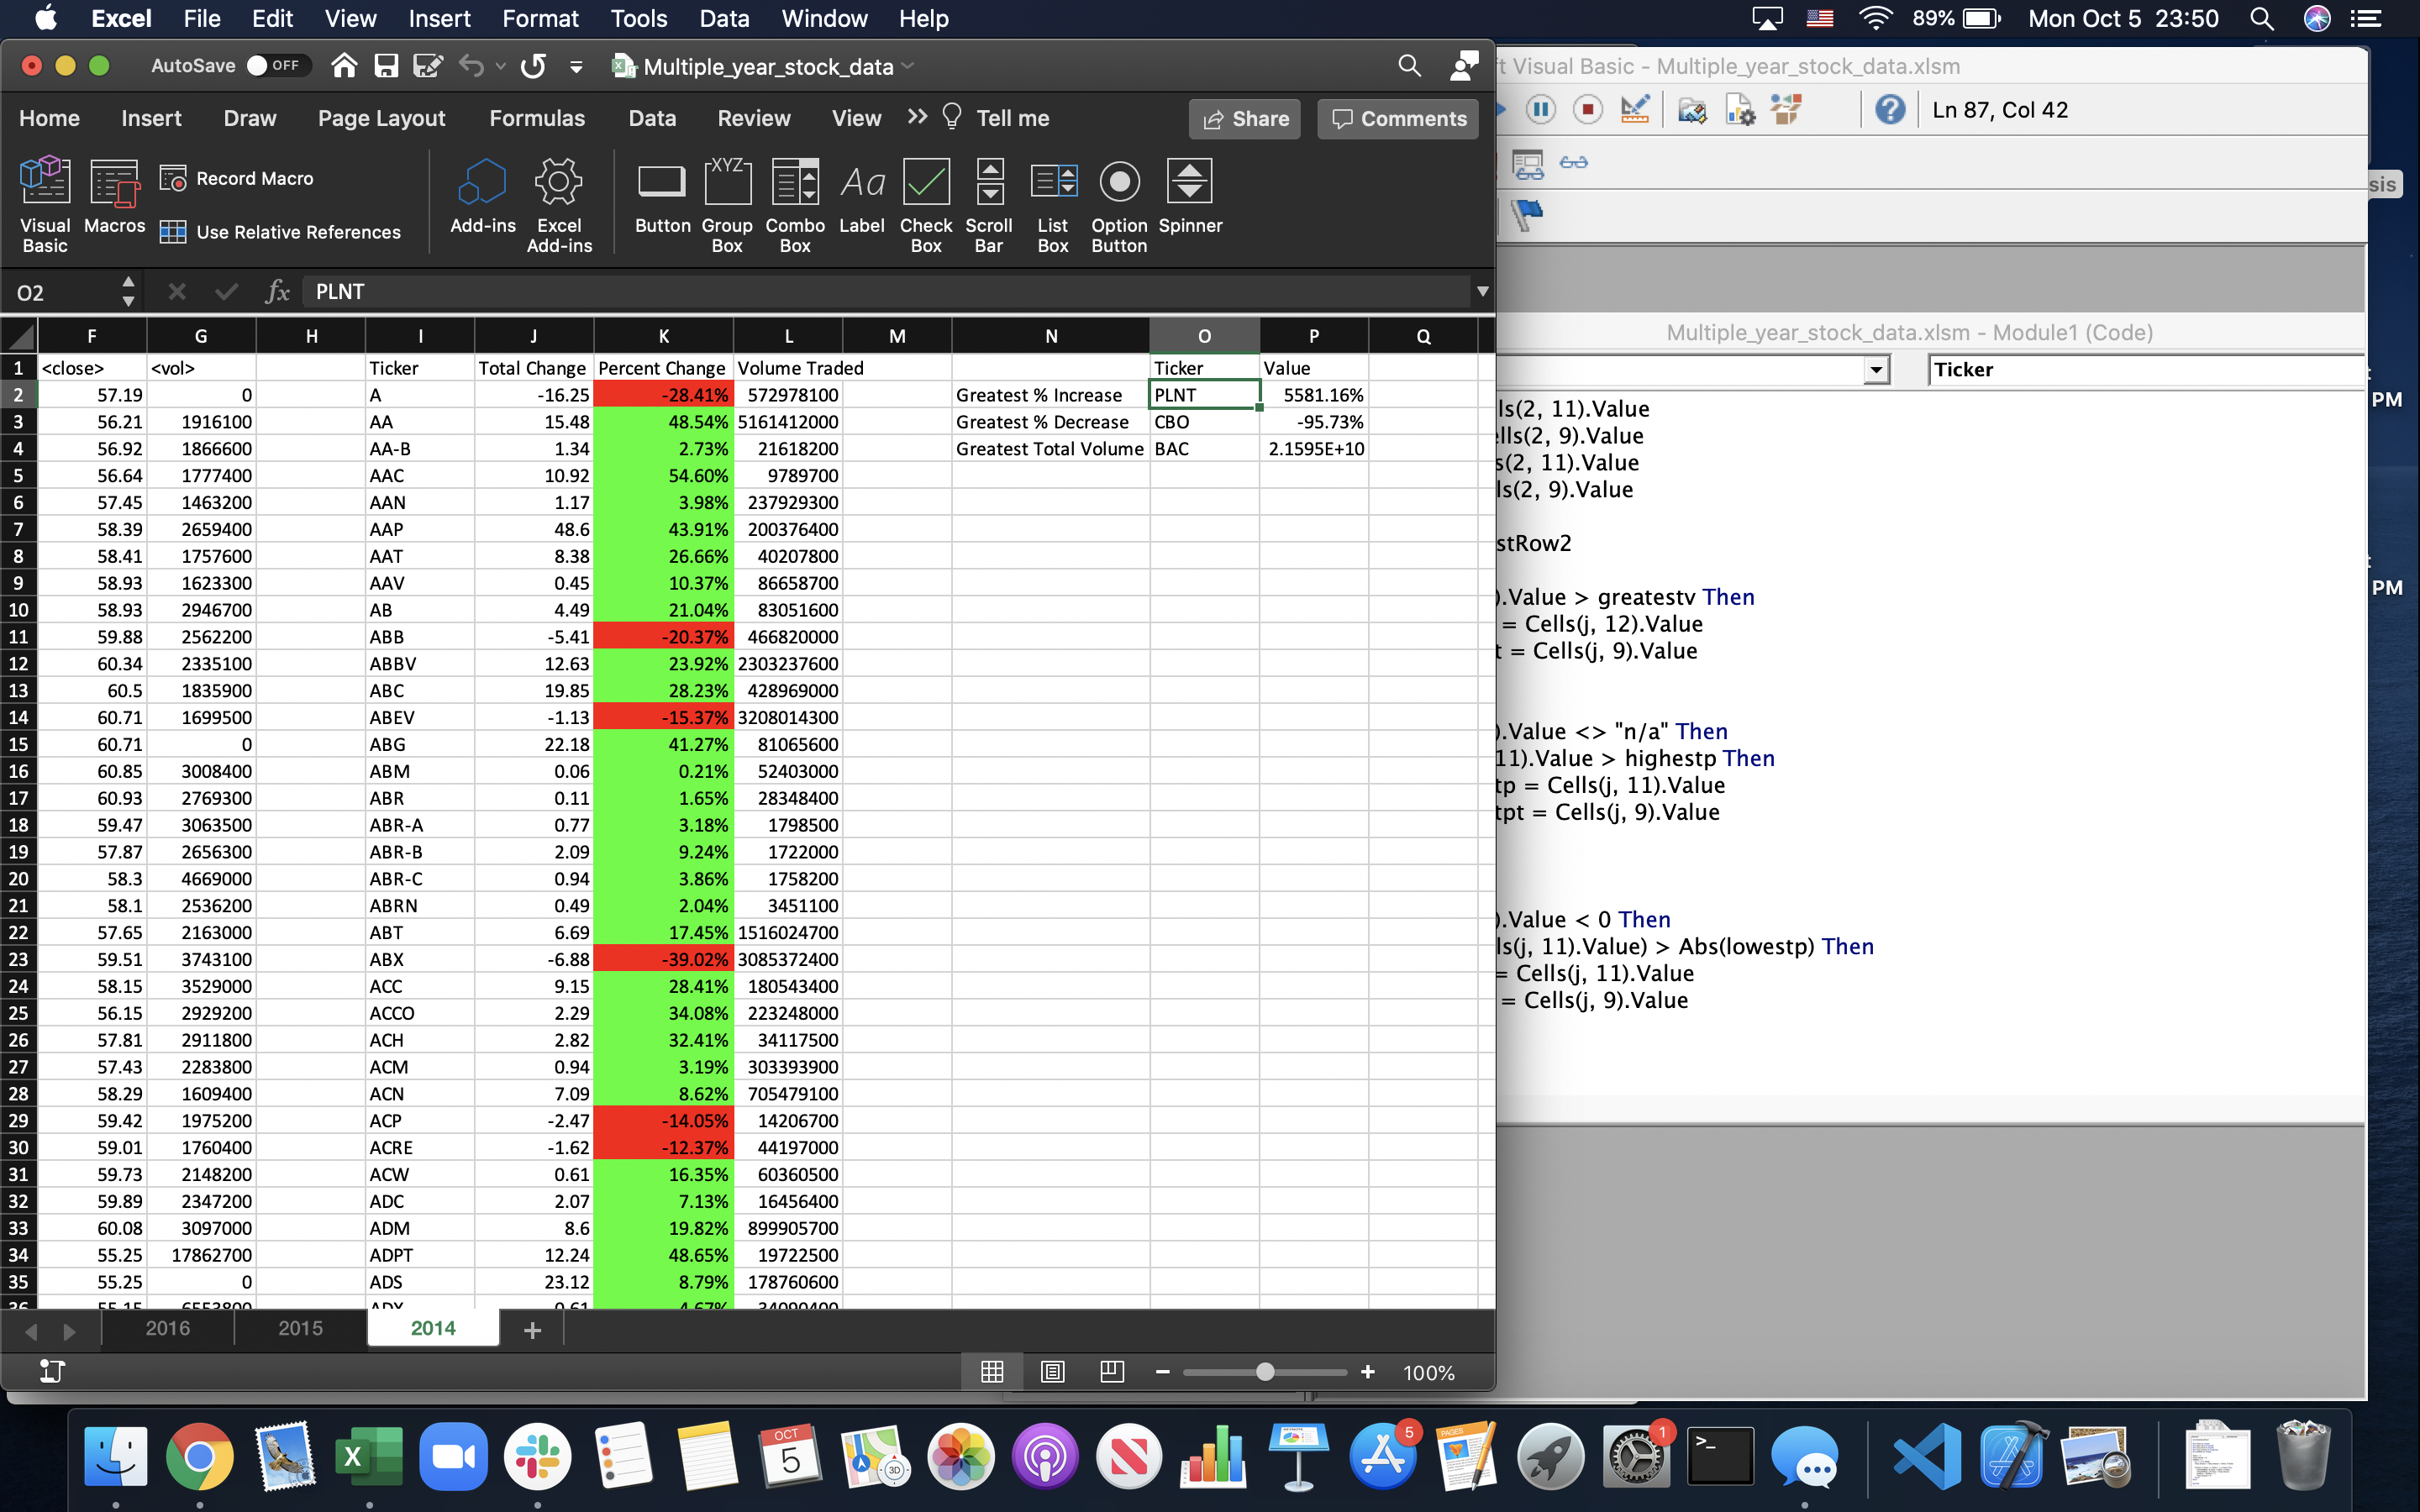 Excel File Edit View Insert Format Tools Data Window Help 89% Mon Oct 5 23:50
AutoSave OFF Multiple_year_stock_data
Home Insert Draw Page Layout Formulas Data Review View Tell me Share Comments
Visual Basic Macros Record Macro Use Relative References Add-ins Excel Add-ins Button XYZ Group Box Combo Box Aa Label Check Box Scroll Bar List Box Option Button Spinner
O2 fx PLNT
F G H I J K L M N O P Q
1 <close> <vol> Ticker Total Change Percent Change Volume Traded Ticker Value
2 57.19 0 A -16.25 -28.41% 572978100 Greatest % Increase PLNT 5581.16%
3 56.21 1916100 AA 15.48 48.54% 5161412000 Greatest % Decrease CBO -95.73%
4 56.92 1866600 AA-B 1.34 2.73% 21618200 Greatest Total Volume BAC 2.1595E+10
5 56.64 1777400 AAC 10.92 54.60% 9789700
6 57.45 1463200 AAN 1.17 3.98% 237929300
7 58.39 2659400 AAP 48.6 43.91% 200376400
8 58.41 1757600 AAT 8.38 26.66% 40207800
9 58.93 1623300 AAV 0.45 10.37% 86658700
10 58.93 2946700 AB 4.49 21.04% 83051600
11 59.88 2562200 ABB -5.41 -20.37% 466820000
12 60.34 2335100 ABBV 12.63 23.92% 2303237600
13 60.5 1835900 ABC 19.85 28.23% 428969000
14 60.71 1699500 ABEV -1.13 -15.37% 3208014300
15 60.71 0 ABG 22.18 41.27% 81065600
16 60.85 3008400 ABM 0.06 0.21% 52403000
17 60.93 2769300 ABR 0.11 1.65% 28348400
18 59.47 3063500 ABR-A 0.77 3.18% 1798500
19 57.87 2656300 ABR-B 2.09 9.24% 1722000
20 58.3 4669000 ABR-C 0.94 3.86% 1758200
21 58.1 2536200 ABRN 0.49 2.04% 3451100
22 57.65 2163000 ABT 6.69 17.45% 1516024700
23 59.51 3743100 ABX -6.88 -39.02% 3085372400
24 58.15 3529000 ACC 9.15 28.41% 180543400
25 56.15 2929200 ACCO 2.29 34.08% 223248000
26 57.81 2911800 ACH 2.82 32.41% 34117500
27 57.43 2283800 ACM 0.94 3.19% 303393900
28 58.29 1609400 ACN 7.09 8.62% 705479100
29 59.42 1975200 ACP -2.47 -14.05% 14206700
30 59.01 1760400 ACRE -1.62 -12.37% 44197000
31 59.73 2148200 ACW 0.61 16.35% 60360500
32 59.89 2347200 ADC 2.07 7.13% 16456400
33 60.08 3097000 ADM 8.6 19.82% 899905700
34 55.25 17862700 ADPT 12.24 48.65% 19722500
35 55.25 0 ADS 23.12 8.79% 178760600
2016 2015 2014 +
100%
t Visual Basic - Multiple_year_stock_data.xlsm
Ln 87, Col 42
sis
Multiple_year_stock_data.xlsm - Module1 (Code)
Ticker
PM
PM
ls(2, 11).Value
ells(2, 9).Value
s(2, 11).Value
ls(2, 9).Value
stRow2
).Value > greatestv Then
= Cells(j, 12).Value
t = Cells(j, 9).Value
).Value <> "n/a" Then
11).Value > highestp Then
tp = Cells(j, 11).Value
tpt = Cells(j, 9).Value
).Value < 0 Then
ls(j, 11).Value) > Abs(lowestp) Then
= Cells(j, 11).Value
= Cells(j, 9).Value
X OCT 5 3D 5 PAGES 1 >_